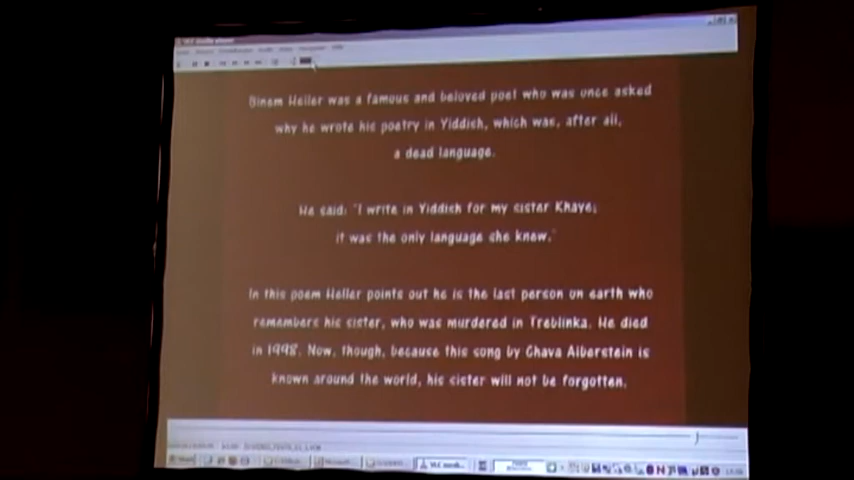 Binem Heller was a famous and beloved poet who was once asked
why he wrote his poetry in Yiddish, which was, after all,
a dead language.
He said: "I write in Yiddish for my sister Khaye;
it was the only language she knew."
In this poem Heller points out he is the last person on earth who
remembers his sister, who was murdered in Treblinka. He died
in 1998. Now, though, because this song by Chava Alberstein is
known around the world, his sister will not be forgotten.